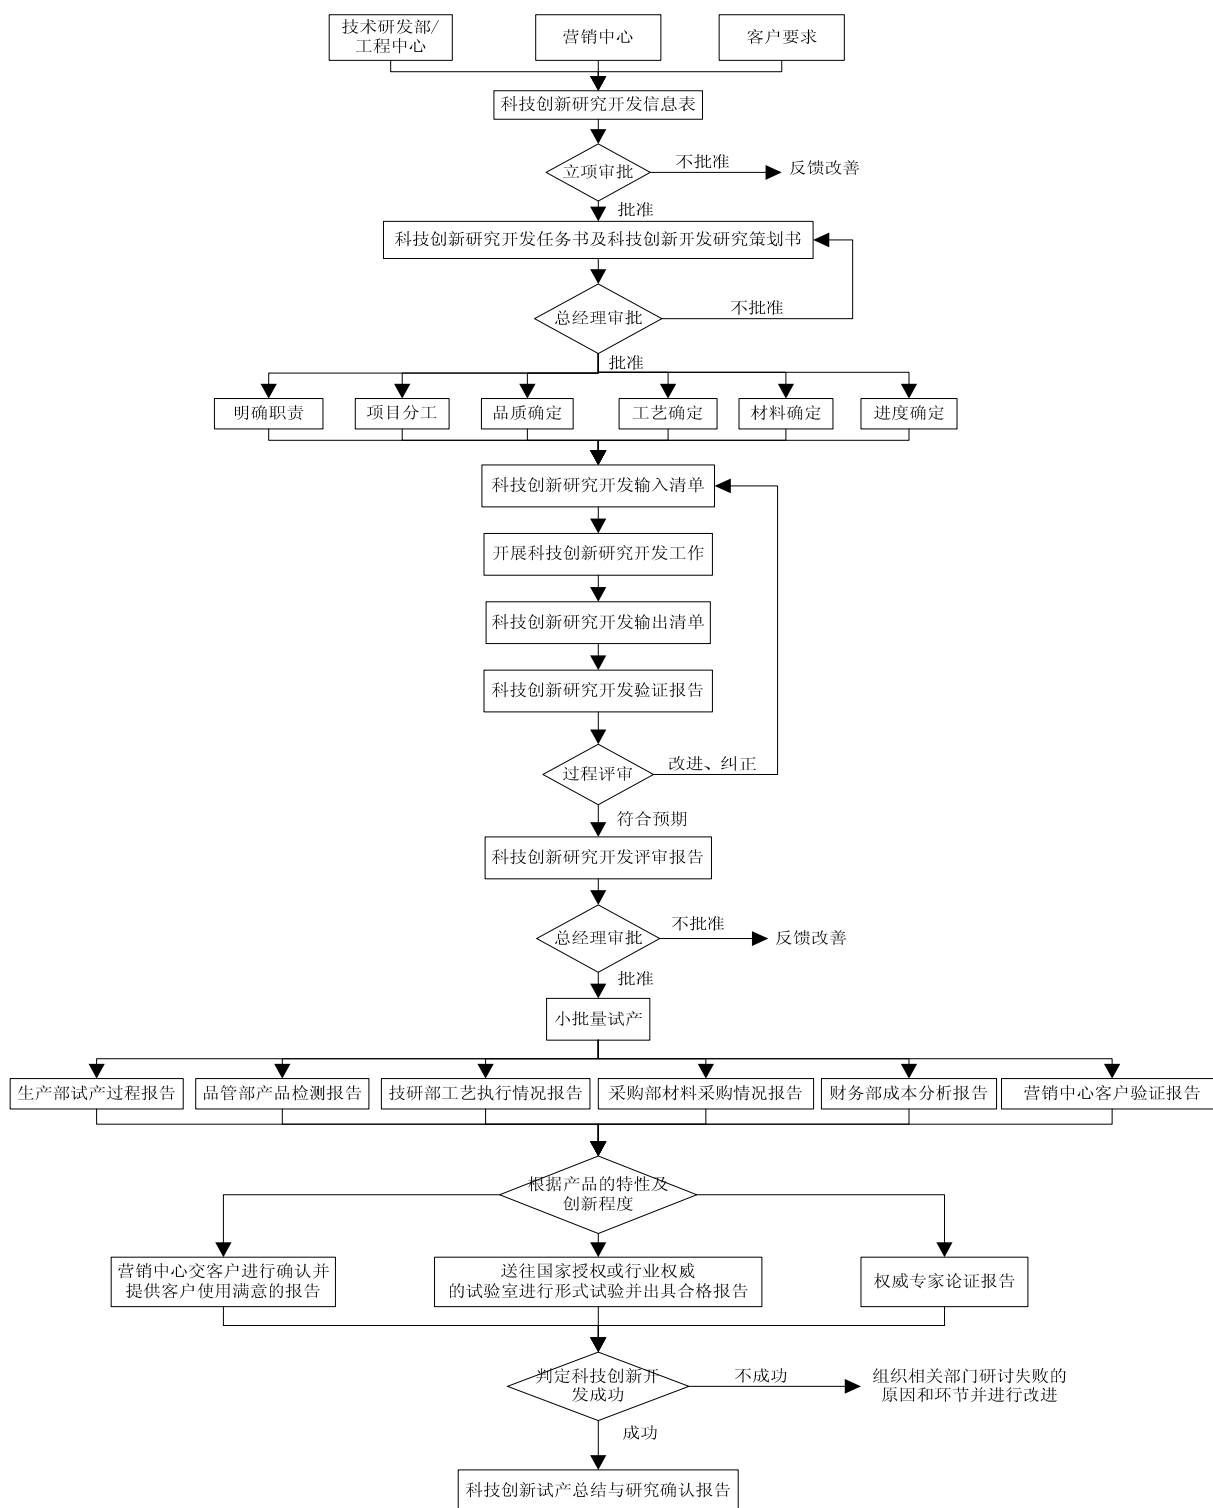 技术研发部/
工程中心
营销中心
客户要求
科技创新研究开发信息表
立项审批
不批准
反馈改善
批准
科技创新研究开发任务书及科技创新开发研究策划书
总经理审批
不批准
批准
明确职责
项目分工
品质确定
工艺确定
材料确定
进度确定
科技创新研究开发输入清单
开展科技创新研究开发工作
科技创新研究开发输出清单
科技创新研究开发验证报告
过程评审
改进、纠正
符合预期
科技创新研究开发评审报告
总经理审批
不批准
反馈改善
批准
小批量试产
生产部试产过程报告
品管部产品检测报告
技研部工艺执行情况报告
采购部材料采购情况报告
财务部成本分析报告
营销中心客户验证报告
根据产品的特性及
创新程度
营销中心交客户进行确认并
提供客户使用满意的报告
送往国家授权或行业权威
的试验室进行形式试验并出具合格报告
权威专家论证报告
判定科技创新开
发成功
不成功
组织相关部门研讨失败的
原因和环节并进行改进
成功
科技创新试产总结与研究确认报告